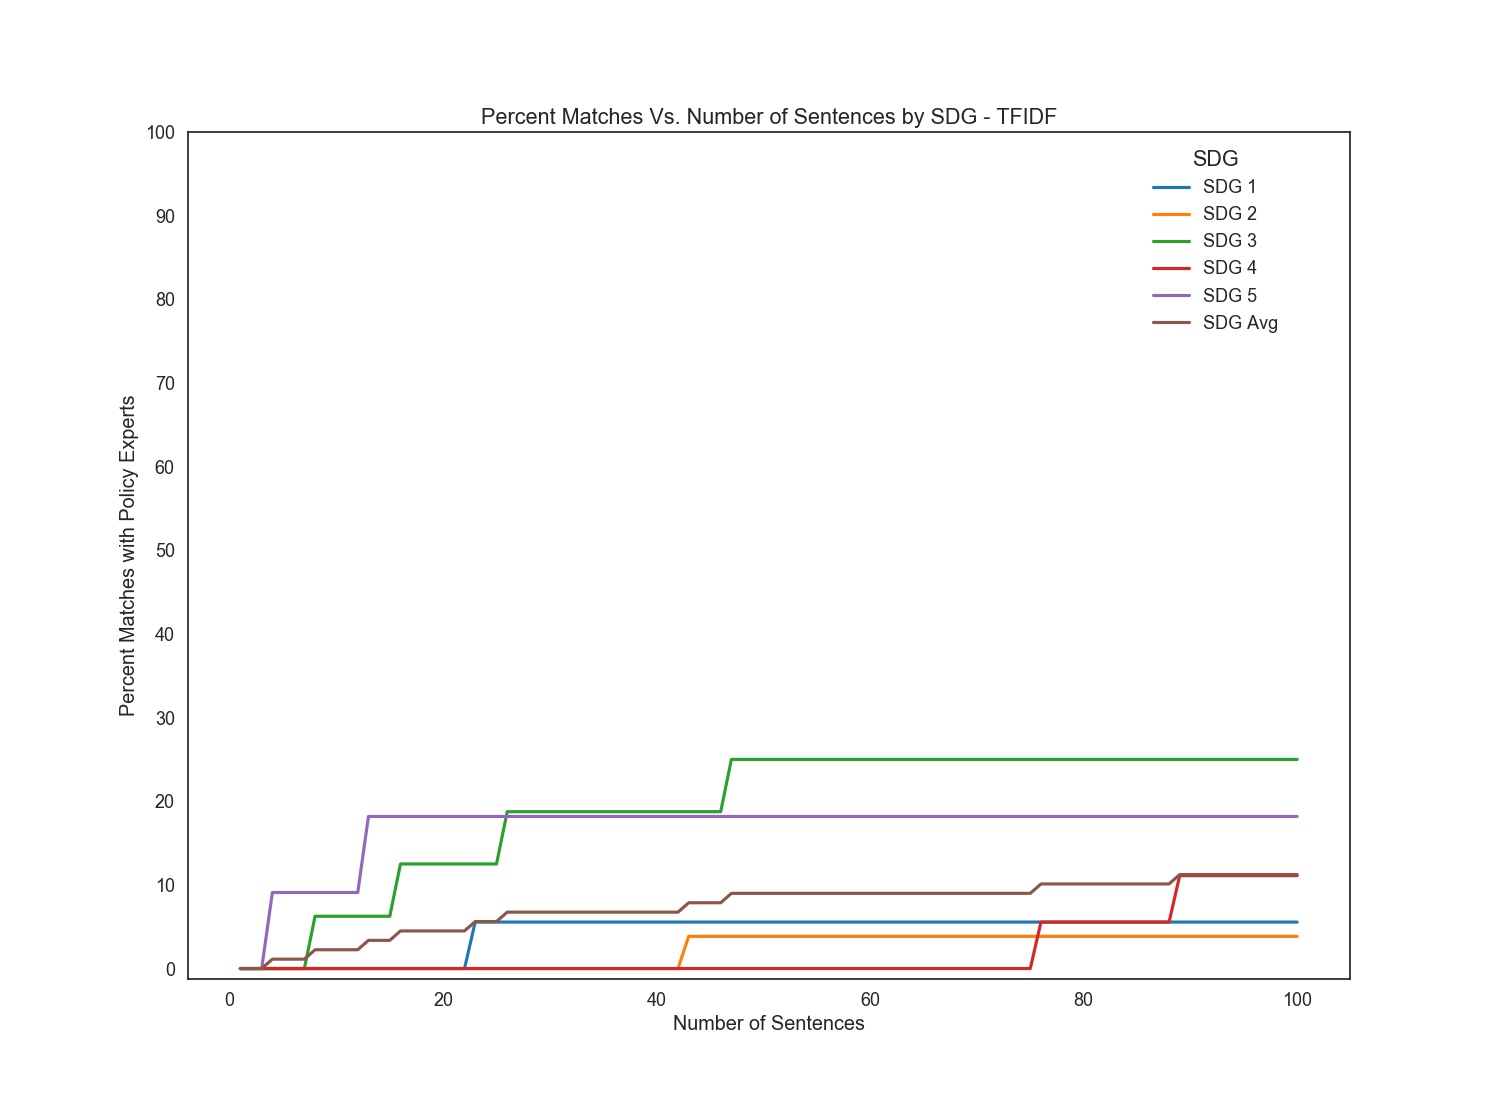 Percent Matches Vs. Number of Sentences by SDG - TFIDF
100
90
80
70
60
50
40
30
20
10
0
Percent Matches with Policy Experts
SDG
SDG 1
SDG 2
SDG 3
SDG 4
SDG 5
SDG Avg
0 20 40 60 80 100
Number of Sentences